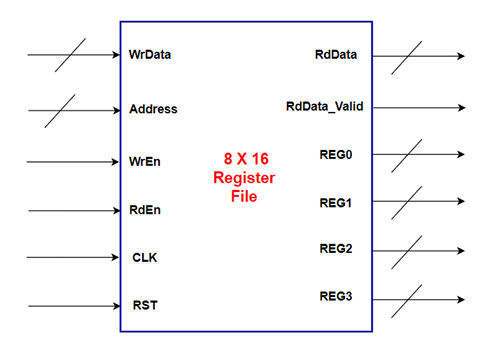 WrData
Address
WrEn
RdEn
CLK
RST
8 X 16
Register
File
RdData
RdData_Valid
REG0
REG1
REG2
REG3